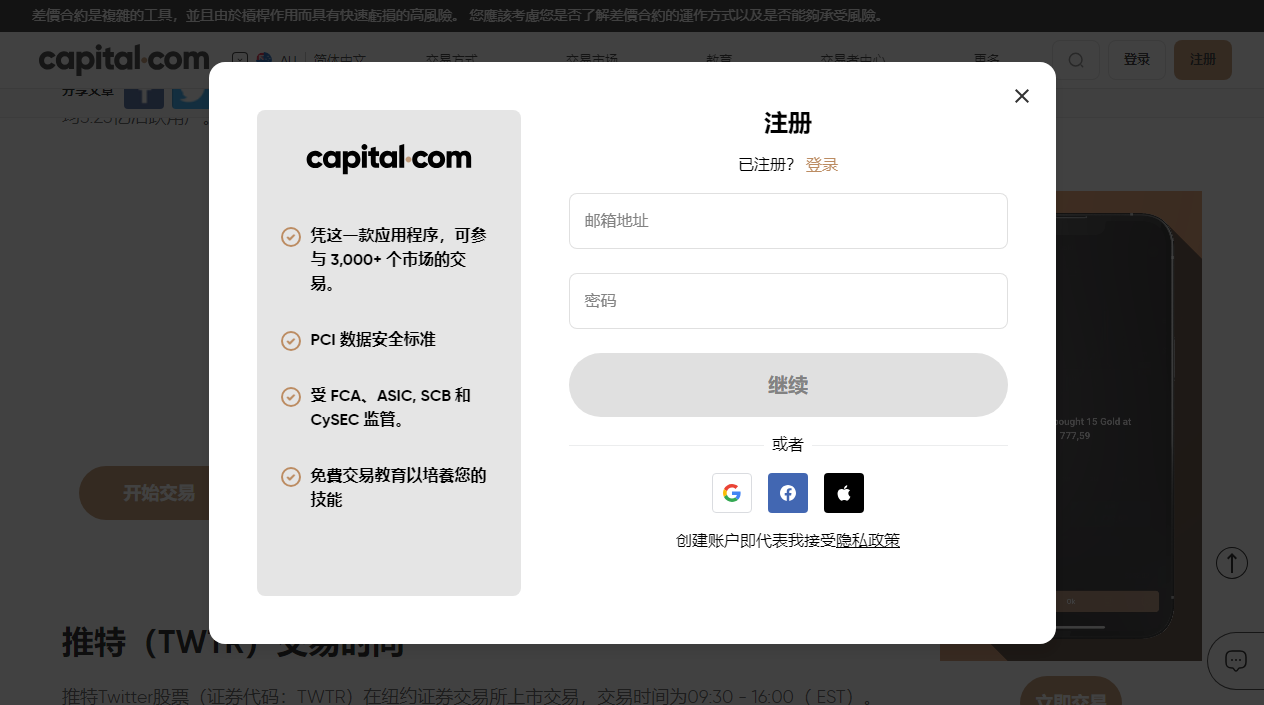 差價合約是複雜的工具，並且由於槓桿作用而具有快速虧損的高風險。 您應該考慮您是否了解差價合約的運作方式以及是否能夠承受風險。
capital.com
AU
简体中文
交易方式
交易市场
教育
交易者中心
更多
登录
注册
分享文章
注册
已注册？ 登录
capital.com
凭这一款应用程序，可参
与 3,000+ 个市场的交
易。
PCI 数据安全标准
受 FCA、ASIC, SCB 和
CySEC 监管。
免費交易教育以培養您的
技能
邮箱地址
密码
继续
或者
创建账户即代表我接受隐私政策
ought 15 Gold at
777,59
Ok
开始交易
推特（TWTR）交易时间
推特Twitter股票（证券代码：TWTR）在纽约证券交易所上市交易，交易时间为09:30 - 16:00（ EST）。
立即交易